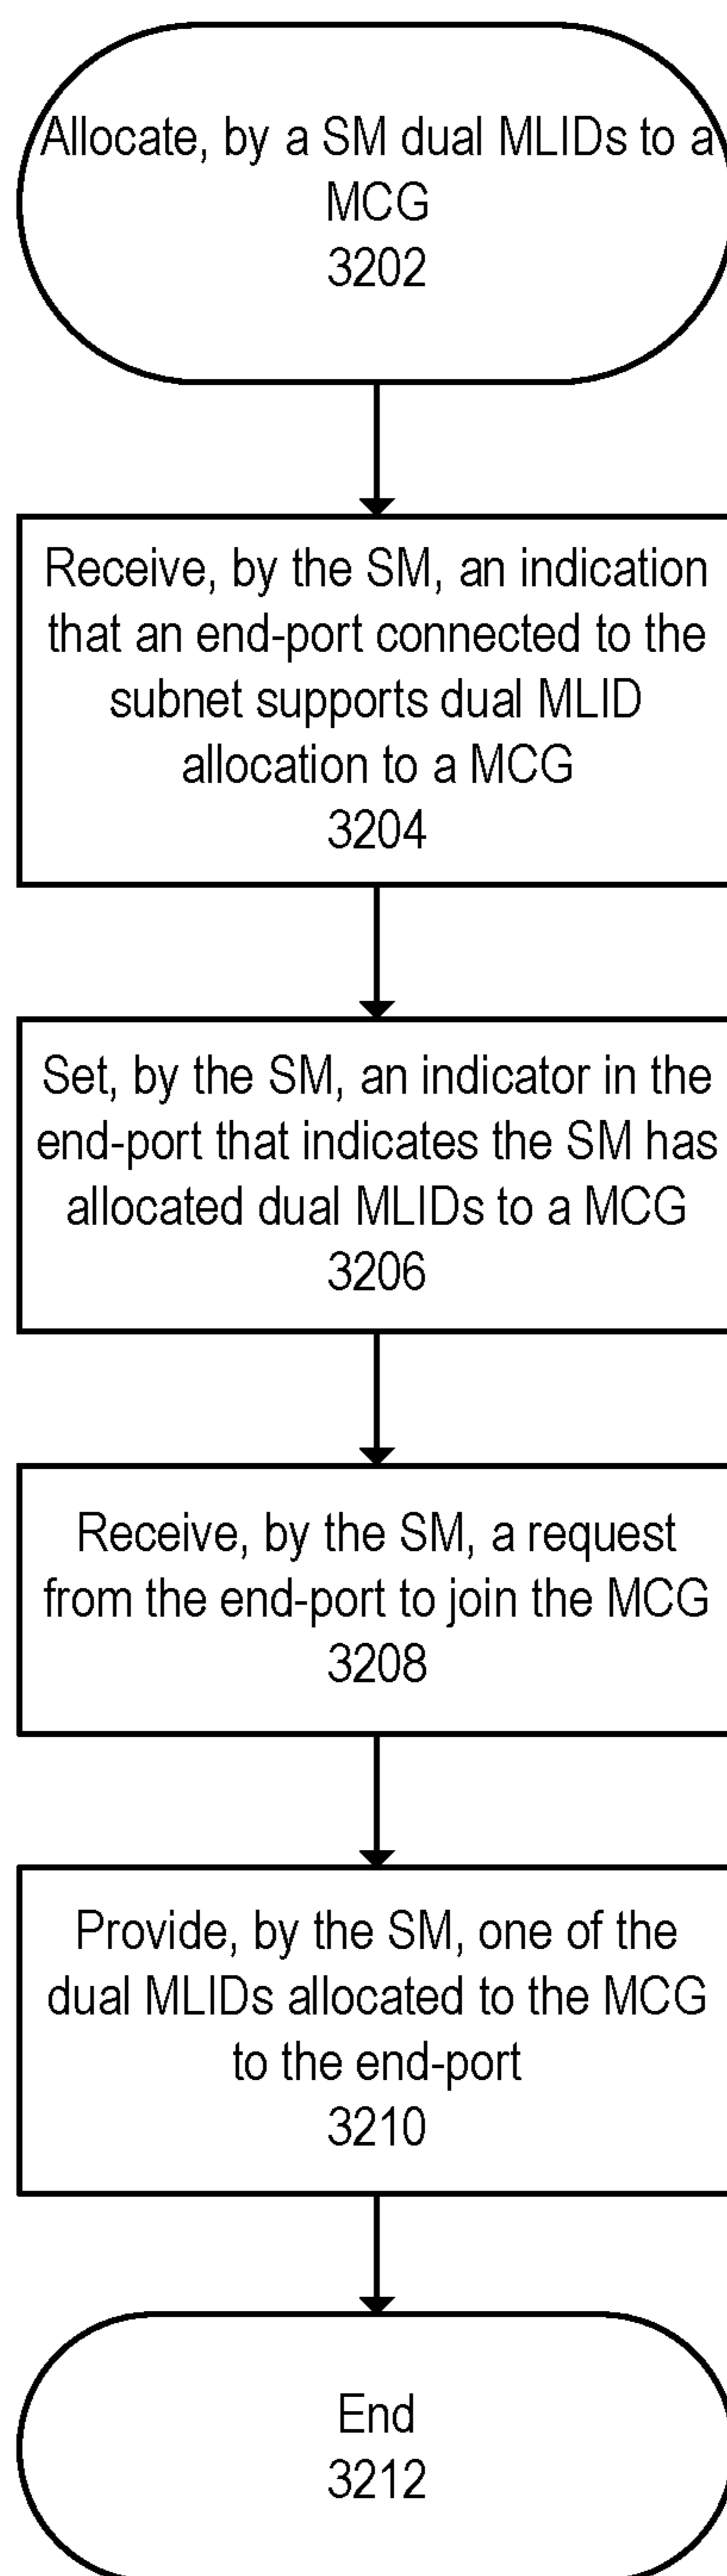 Allocate, by a SM dual MLIDs to a
MCG
3202
Receive, by the SM, an indication
that an end-port connected to the
subnet supports dual MLID
allocation to a MCG
3204
Set, by the SM, an indicator in the
end-port that indicates the SM has
allocated dual MLIDs to a MCG
3206
Receive, by the SM, a request
from the end-port to join the MCG
3208
Provide, by the SM, one of the
dual MLIDs allocated to the MCG
to the end-port
3210
End
3212